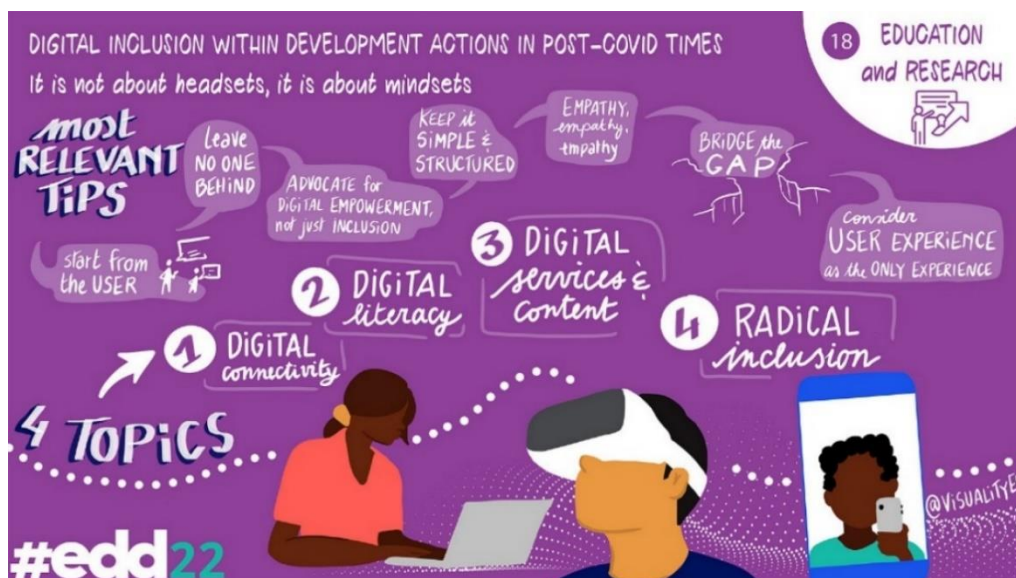 DIGITAL INCLUSION WITHIN DEVELOPMENT ACTIONS IN POST-COVID TIMES
It is not about headsets, it is about mindsets
18
EDUCATION
and RESEARCH
most
RELEVANT
TIPS
start from
the USER
Leave
NO ONE
BEHIND
ADVOCATE for
DIGITAL EMPOWERMENT,
not just INCLUSION
KEEP it
SIMPLE &
STRUCTURED
EMPATHY,
empathy,
empathy
BRIDGE the
GAP
consider
USER EXPERIENCE
as the ONLY EXPERIENCE
4 TOPICS
1 DIGITAL
connectivity
2 DIGITAL
literacy
3 DIGITAL
services &
content
4 RADICAL
inclusion
@VISUALITYE
#edd22